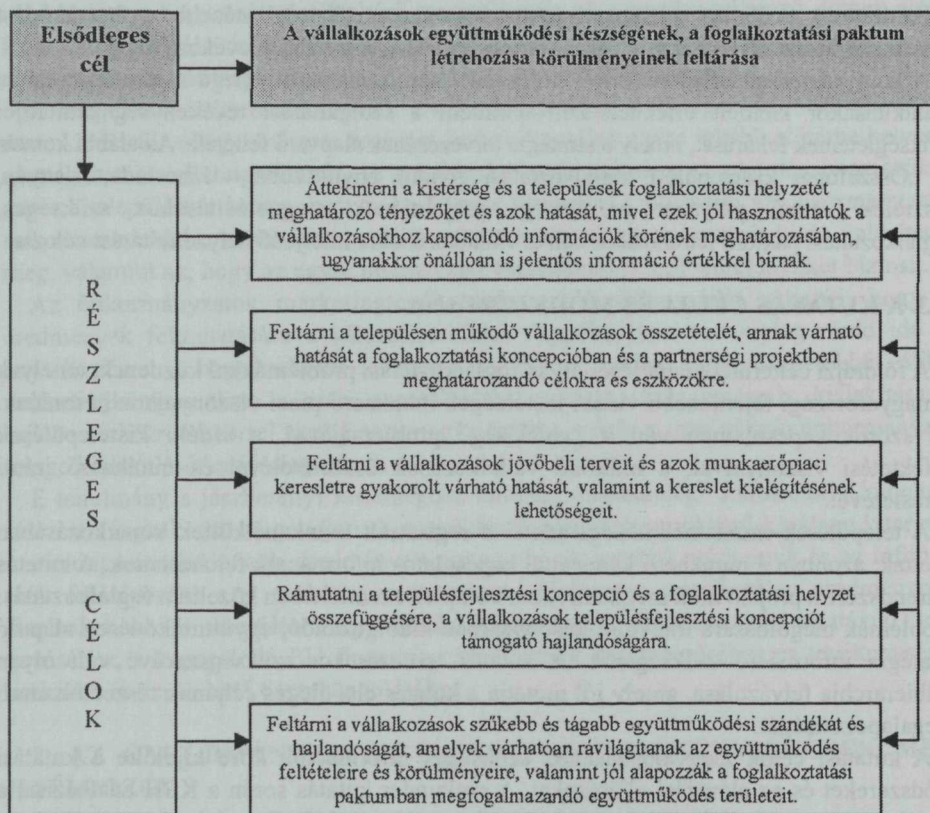 Elsődleges
cél
A vállalkozások együttműködési készségének, a foglalkoztatási paktum
létrehozása körülményeinek feltárása
RÉSZLEGES CÉLOK
Áttekinteni a kistérség és a települések foglalkoztatási helyzetét
meghatározó tényezőket és azok hatását, mivel ezek jól hasznosíthatók a
vállalkozásokhoz kapcsolódó információk körének meghatározásában,
ugyanakkor önállóan is jelentős információ értékkel bírnak.
Feltárni a településen működő vállalkozások összetételét, annak várható
hatását a foglalkoztatási koncepcióban és a partnerségi projektben
meghatározandó célokra és eszközökre.
Feltárni a vállalkozások jövőbeli terveit és azok munkaerőpiaci
keresletre gyakorolt várható hatását, valamint a kereslet kielégítésének
lehetőségeit.
Rámutatni a településfejlesztési koncepció és a foglalkoztatási helyzet
összefüggésére, a vállalkozások településfejlesztési koncepciót
támogató hajlandóságára.
Feltárni a vállalkozások szűkebb és tágabb együttműködési szándékát és
hajlandóságát, amelyek várhatóan rávilágítanak az együttműködés
feltételeire és körülményeire, valamint jól alapozzák a foglalkoztatási
paktumban megfogalmazandó együttműködés területeit.